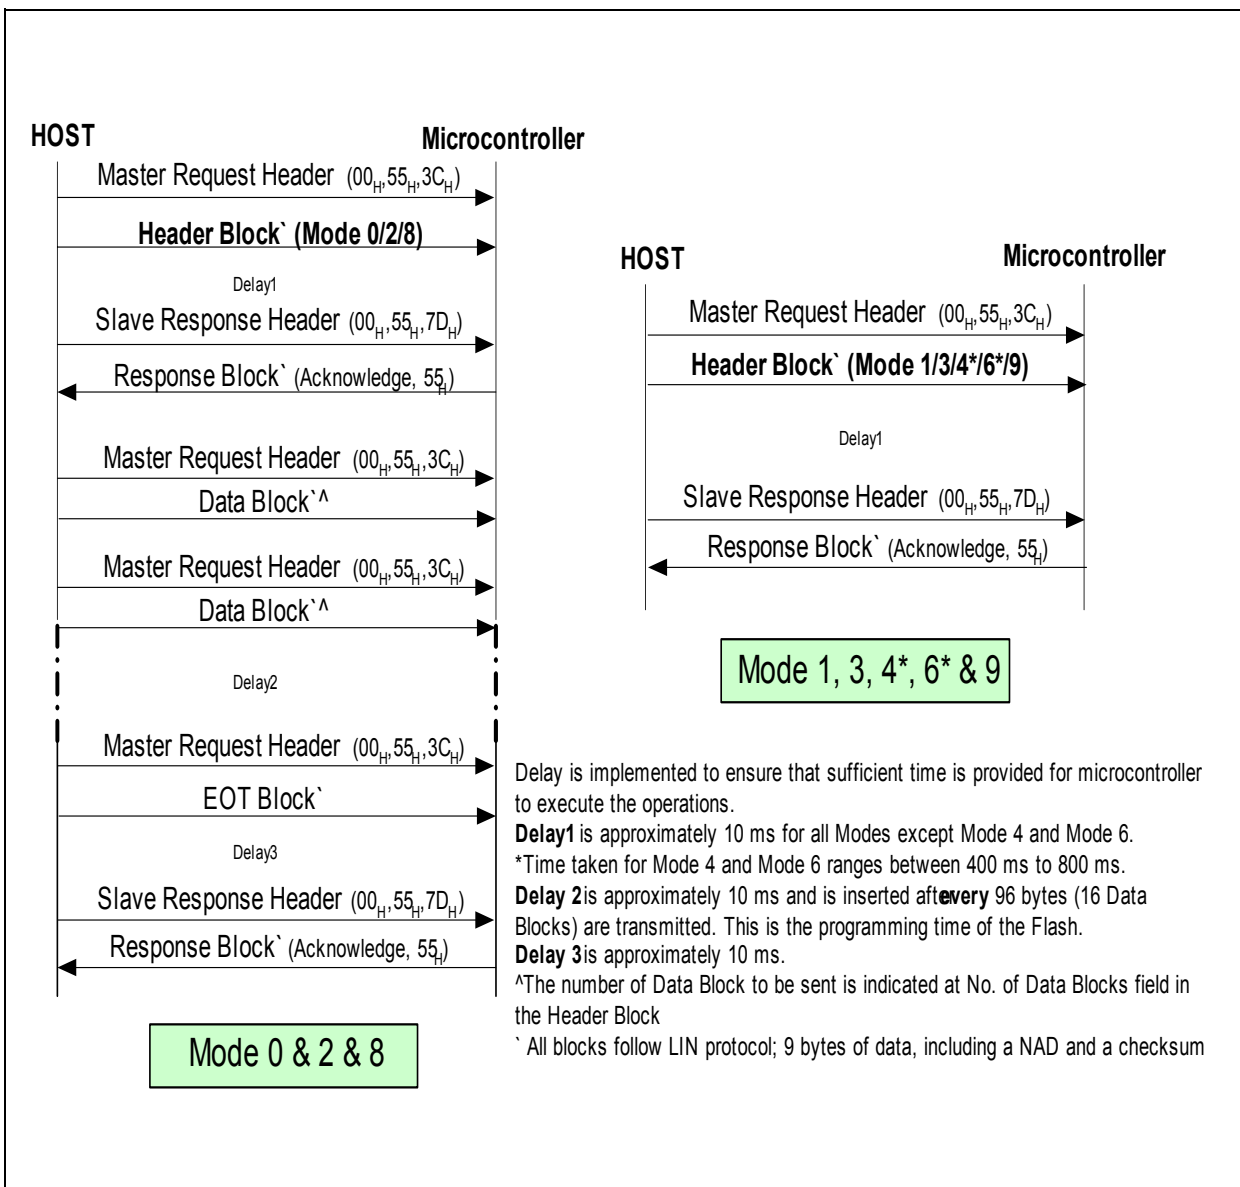 HOST
Microcontroller
Master Request Header (00H,55H,3CH)
Header Block` (Mode 0/2/8)
Delay1
Slave Response Header (00H,55H,7DH)
Response Block` (Acknowledge, 55H)
Master Request Header (00H,55H,3CH)
Data Block`^
Master Request Header (00H,55H,3CH)
Data Block`^
Delay2
Master Request Header (00H,55H,3CH)
EOT Block`
Delay3
Slave Response Header (00H,55H,7DH)
Response Block` (Acknowledge, 55H)
Mode 0 & 2 & 8
HOST
Microcontroller
Master Request Header (00H,55H,3CH)
Header Block` (Mode 1/3/4*/6*/9)
Delay1
Slave Response Header (00H,55H,7DH)
Response Block` (Acknowledge, 55H)
Mode 1, 3, 4*, 6* & 9
Delay is implemented to ensure that sufficient time is provided for microcontroller
to execute the operations.
Delay1 is approximately 10 ms for all Modes except Mode 4 and Mode 6.
*Time taken for Mode 4 and Mode 6 ranges between 400 ms to 800 ms.
Delay 2 is approximately 10 ms and is inserted after every 96 bytes (16 Data
Blocks) are transmitted. This is the programming time of the Flash.
Delay 3 is approximately 10 ms.
^The number of Data Block to be sent is indicated at No. of Data Blocks field in
the Header Block
` All blocks follow LIN protocol; 9 bytes of data, including a NAD and a checksum